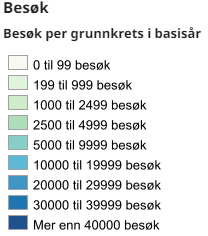 Besøk
Besøk per grunnkrets i basisår
0 til 99 besøk
199 til 999 besøk
1000 til 2499 besøk
2500 til 4999 besøk
5000 til 9999 besøk
10000 til 19999 besøk
20000 til 29999 besøk
30000 til 39999 besøk
Mer enn 40000 besøk